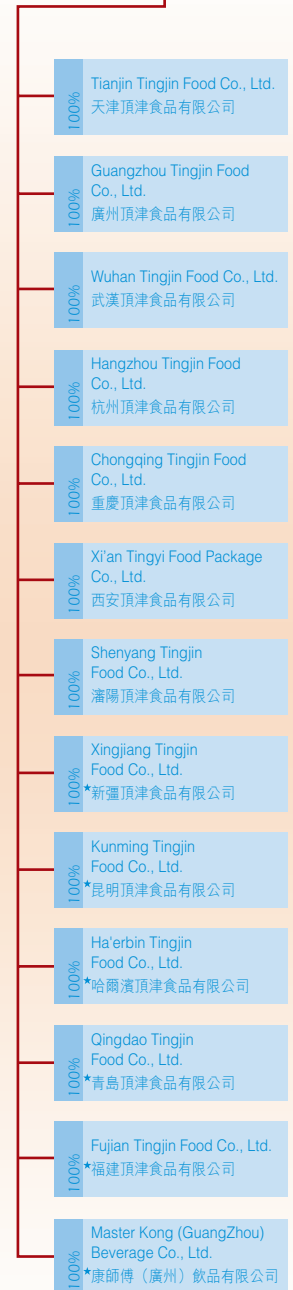 100%
Tianjin Tingjin Food Co., Ltd.
天津頂津食品有限公司
100%
Guangzhou Tingjin Food
Co., Ltd.
廣州頂津食品有限公司
100%
Wuhan Tingjin Food Co., Ltd.
武漢頂津食品有限公司
100%
Hangzhou Tingjin Food
Co., Ltd.
杭州頂津食品有限公司
100%
Chongqing Tingjin Food
Co., Ltd.
重慶頂津食品有限公司
100%
Xi'an Tingyi Food Package
Co., Ltd.
西安頂津食品有限公司
100%
Shenyang Tingjin
Food Co., Ltd.
瀋陽頂津食品有限公司
100%
Xingjiang Tingjin
Food Co., Ltd.
★新彊頂津食品有限公司
100%
Kunming Tingjin
Food Co., Ltd.
★昆明頂津食品有限公司
100%
Ha'erbin Tingjin
Food Co., Ltd.
★哈爾濱頂津食品有限公司
100%
Qingdao Tingjin
Food Co., Ltd.
★青島頂津食品有限公司
100%
Fujian Tingjin Food Co., Ltd.
★福建頂津食品有限公司
100%
Master Kong (GuangZhou)
Beverage Co., Ltd.
★康師傅（廣州）飲品有限公司